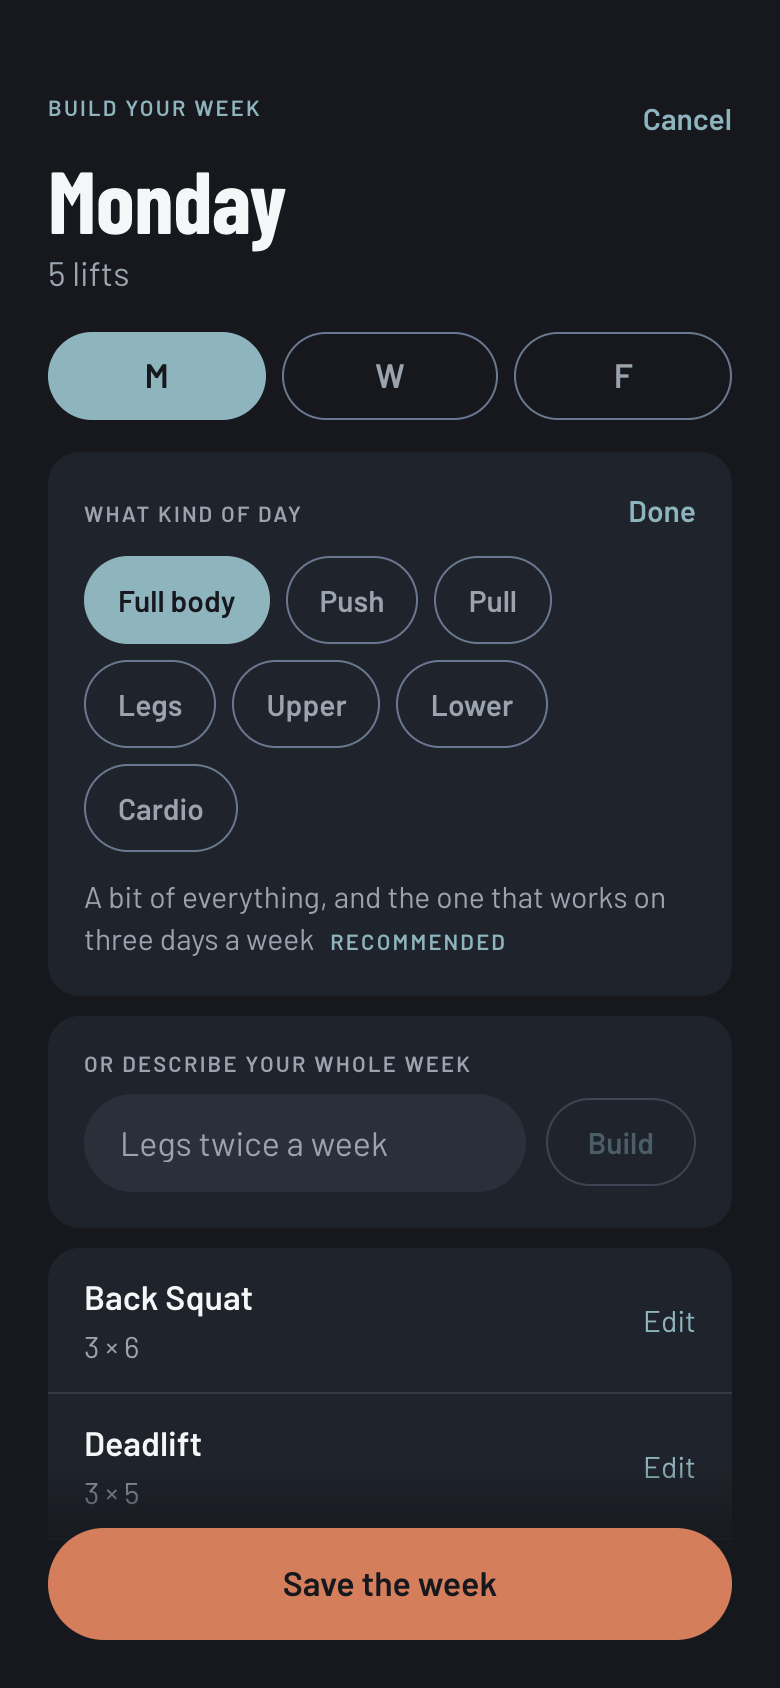 BUILD YOUR WEEK
Cancel
Monday
5 lifts
M
W
F
WHAT KIND OF DAY
Done
Full body
Push
Pull
Legs
Upper
Lower
Cardio
A bit of everything, and the one that works on
three days a week RECOMMENDED
OR DESCRIBE YOUR WHOLE WEEK
Legs twice a week
Build
Back Squat
3 × 6
Edit
Deadlift
3 × 5
Edit
Save the week